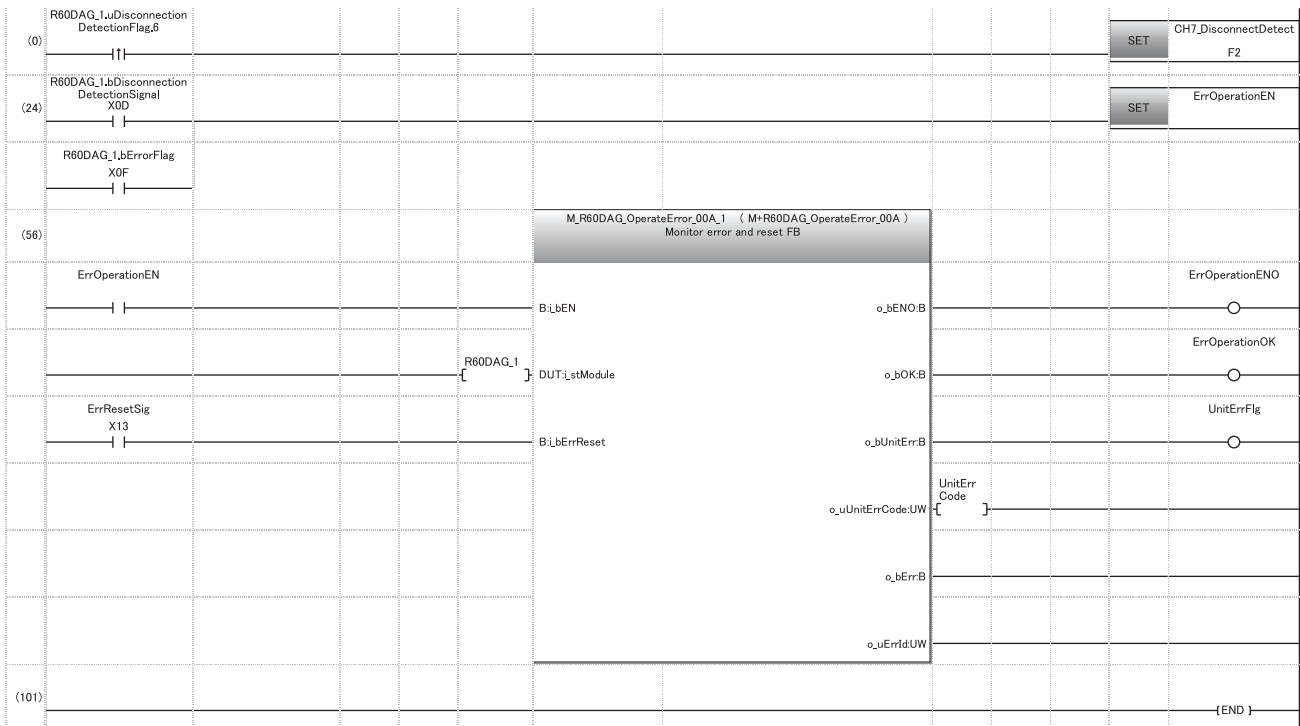 R60DAG_1.uDisconnection
DetectionFlag.6
(0)
SET
CH7_DisconnectDetect
F2
R60DAG_1.bDisconnection
DetectionSignal
X0D
(24)
SET
ErrOperationEN
R60DAG_1.bErrorFlag
X0F
(56)
M_R60DAG_OperateError_00A_1 ( M+R60DAG_OperateError_00A )
Monitor error and reset FB
ErrOperationEN
ErrOperationENO
B:i_bEN
o_bENO:B
ErrOperationOK
R60DAG_1
DUT:i_stModule
o_bOK:B
ErrResetSig
X13
UnitErrFlg
B:i_bErrReset
o_bUnitErr:B
UnitErr
Code
o_uUnitErrCode:UW
o_bErr:B
o_uErrId:UW
(101)
END